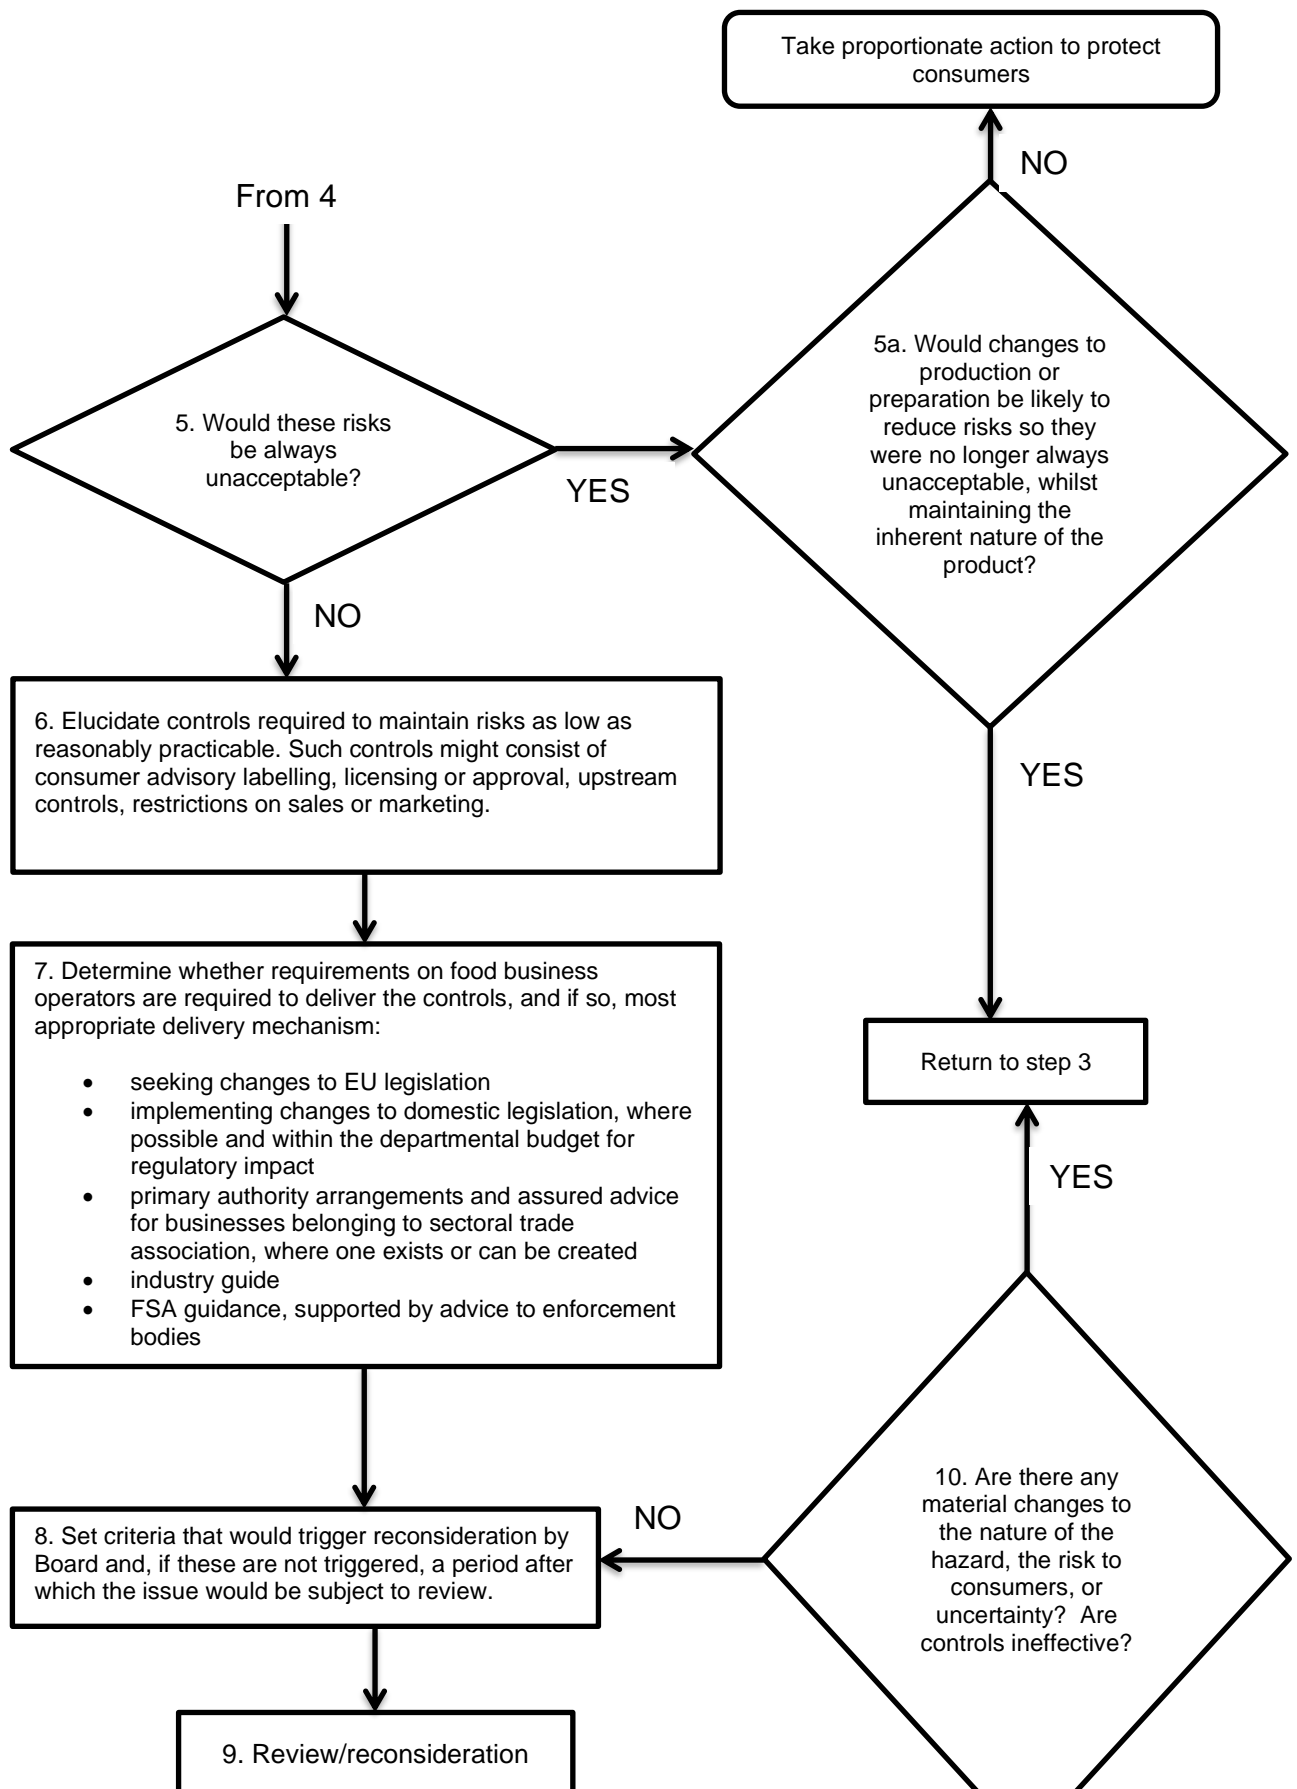 Take proportionate action to protect
consumers
NO
From 4
5. Would these risks
be always
unacceptable?
YES
5a. Would changes to
production or
preparation be likely to
reduce risks so they
were no longer always
unacceptable, whilst
maintaining the
inherent nature of the
product?
NO
6. Elucidate controls required to maintain risks as low as
reasonably practicable. Such controls might consist of
consumer advisory labelling, licensing or approval, upstream
controls, restrictions on sales or marketing.
YES
7. Determine whether requirements on food business
operators are required to deliver the controls, and if so, most
appropriate delivery mechanism:
• seeking changes to EU legislation
• implementing changes to domestic legislation, where
possible and within the departmental budget for
regulatory impact
• primary authority arrangements and assured advice
for businesses belonging to sectoral trade
association, where one exists or can be created
• industry guide
• FSA guidance, supported by advice to enforcement
bodies
Return to step 3
YES
10. Are there any
material changes to
the nature of the
hazard, the risk to
consumers, or
uncertainty?  Are
controls ineffective?
NO
8. Set criteria that would trigger reconsideration by
Board and, if these are not triggered, a period after
which the issue would be subject to review.
9. Review/reconsideration